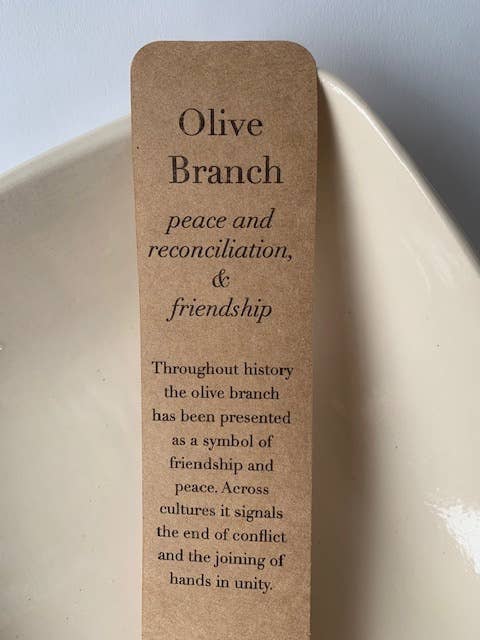 Olive
Branch
peace and
reconciliation,
&
friendship
Throughout history
the olive branch
has been presented
as a symbol of
friendship and
peace. Across
cultures it signals
the end of conflict
and the joining of
hands in unity.